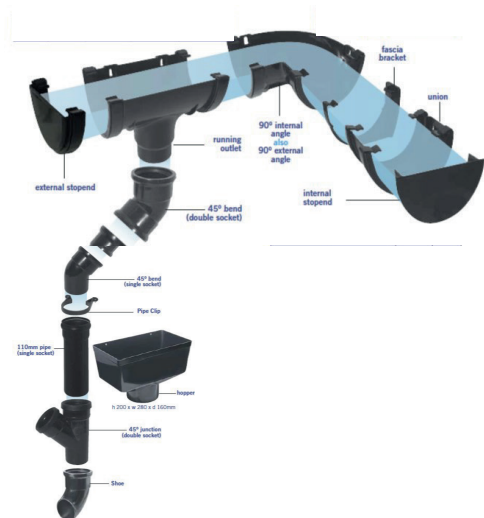 fascia
bracket
union
running
outlet
90º internal
angle
also
90º external
angle
external stopend
internal
stopend
45º bend
(double socket)
45º bend
(single socket)
Pipe Clip
110mm pipe
(single socket)
hopper
h 200 x w 280 x d 160mm
45º junction
(double socket)
Shoe